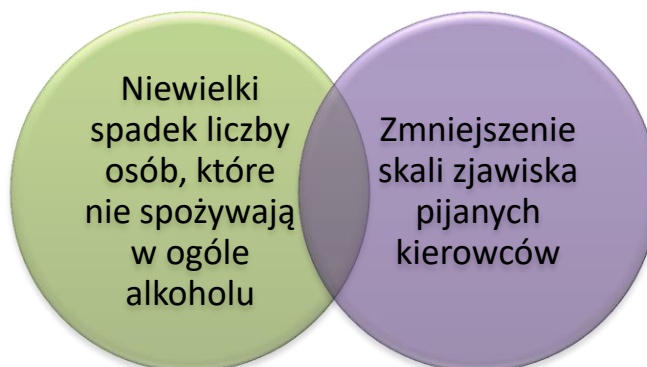 Niewielki
spadek liczby
osób, które
nie spożywają
w ogóle
alkoholu
Zmniejszenie
skali zjawiska
pijanych
kierowców